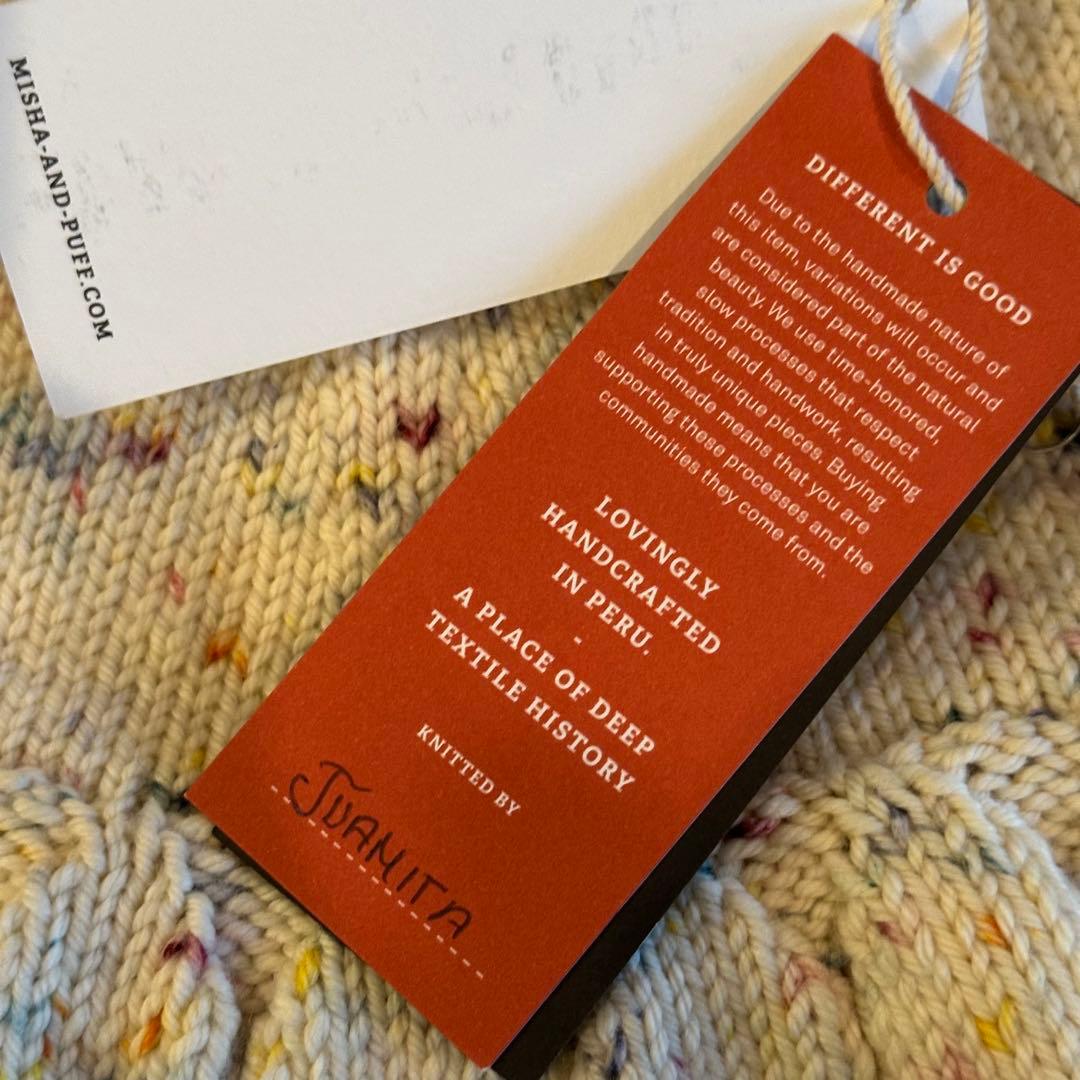 MISHA-AND-PUFF.COM
DIFFERENT IS GOOD
Due to the handmade nature of
this item, variations will occur and
are considered part of the natural
beauty. We use time-honored,
slow processes that respect
tradition and handwork, resulting
in truly unique pieces. Buying
handmade means that you are
supporting these processes and the
communities they come from.
LOVINGLY
HANDCRAFTED
IN PERU.
-
A PLACE OF DEEP
TEXTILE HISTORY
KNITTED BY
JUANITA